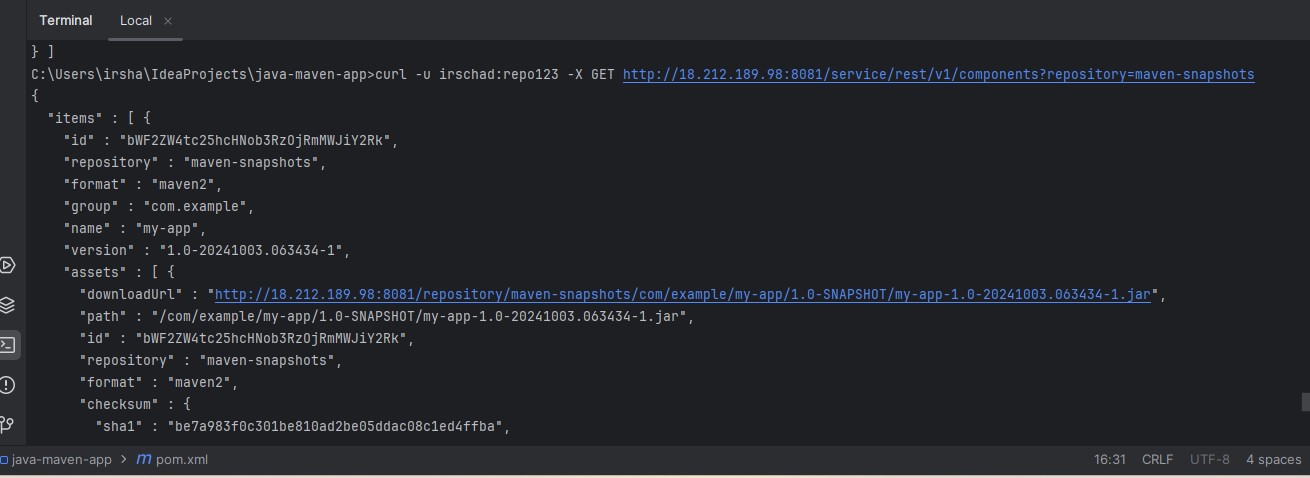 Terminal Local ×
} ]
C:\Users\irsha\IdeaProjects\java-maven-app>curl -u irschad:repo123 -X GET http://18.212.189.98:8081/service/rest/v1/components?repository=maven-snapshots
{
  "items" : [ {
    "id" : "bWF2ZW4tc25hcHNob3RzOjRmMWJiY2Rk",
    "repository" : "maven-snapshots",
    "format" : "maven2",
    "group" : "com.example",
    "name" : "my-app",
    "version" : "1.0-20241003.063434-1",
    "assets" : [ {
      "downloadUrl" : "http://18.212.189.98:8081/repository/maven-snapshots/com/example/my-app/1.0-SNAPSHOT/my-app-1.0-20241003.063434-1.jar",
      "path" : "/com/example/my-app/1.0-SNAPSHOT/my-app-1.0-20241003.063434-1.jar",
      "id" : "bWF2ZW4tc25hcHNob3RzOjRmMWJiY2Rk",
      "repository" : "maven-snapshots",
      "format" : "maven2",
      "checksum" : {
        "sha1" : "be7a983f0c301be810ad2be05ddac08c1ed4ffba",
java-maven-app > m pom.xml 16:31 CRLF UTF-8 4 spaces